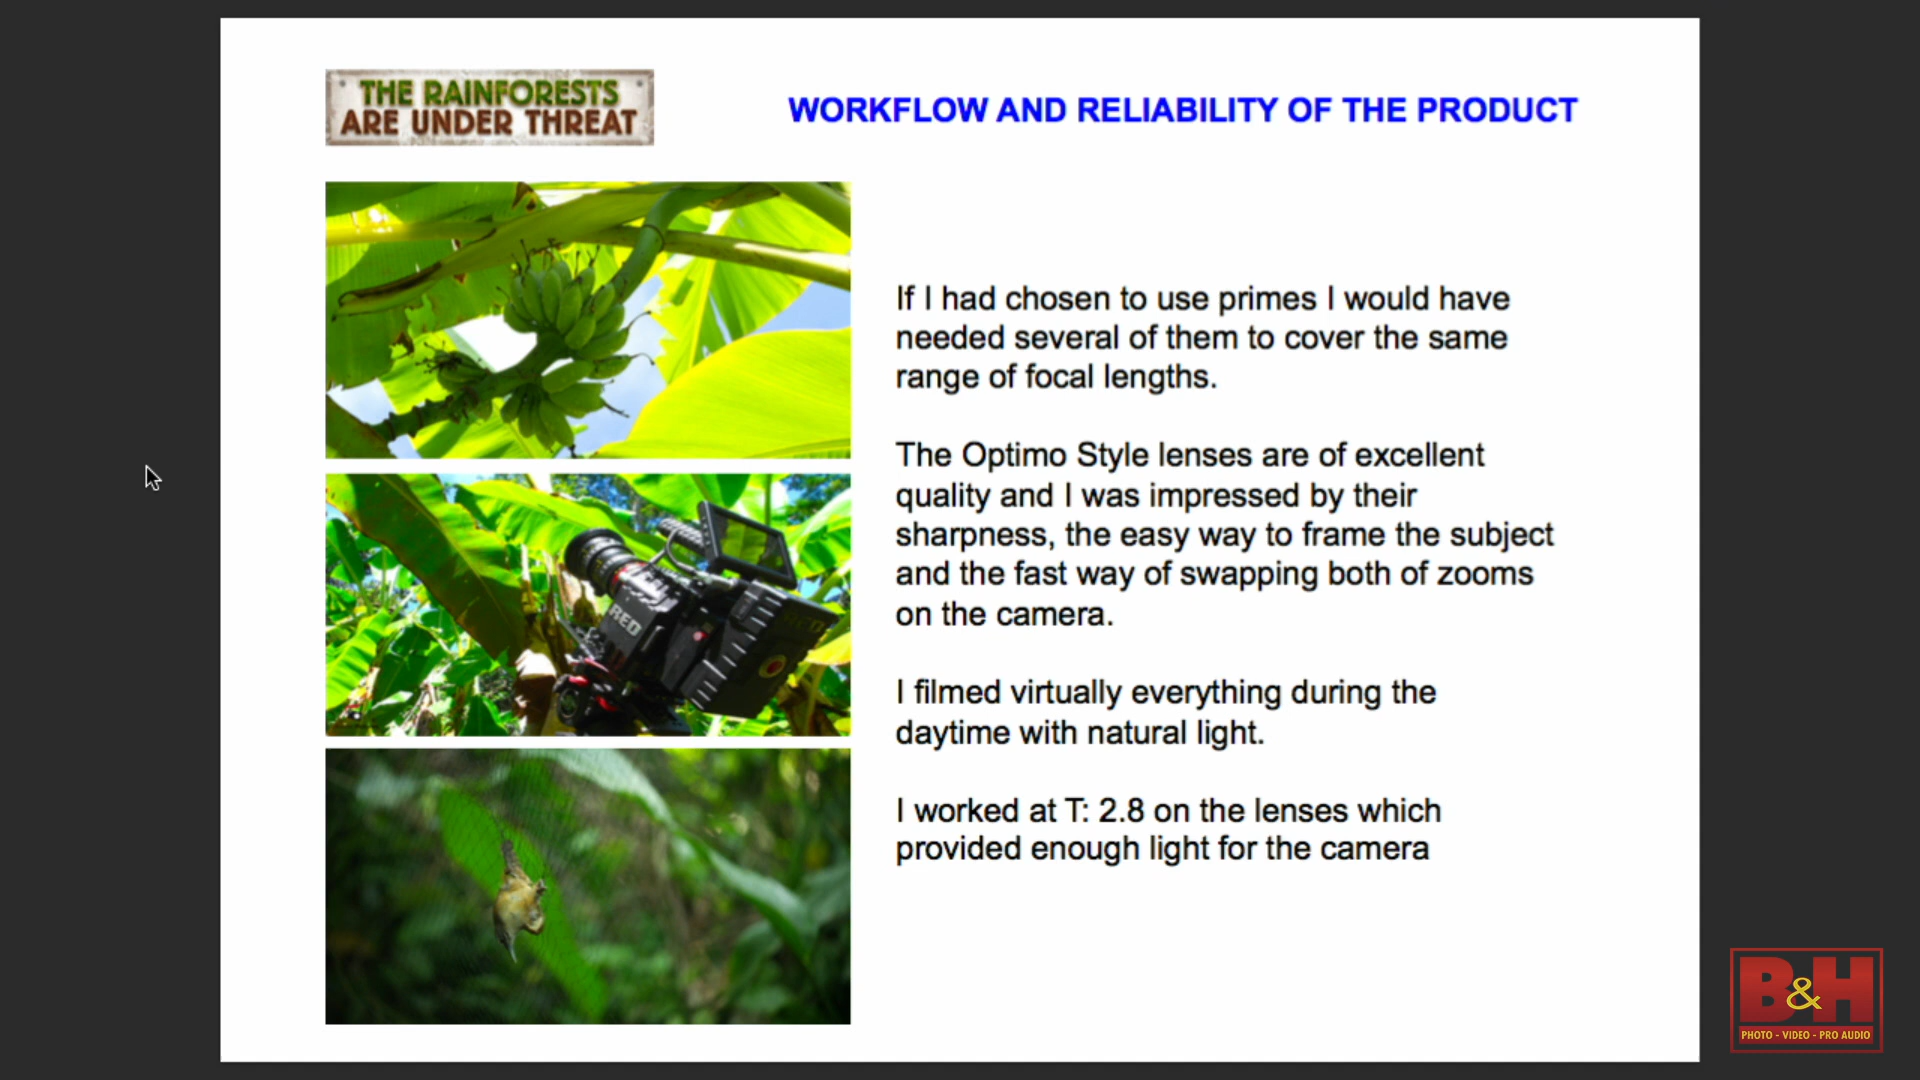 THE RAINFORESTS
ARE UNDER THREAT
WORKFLOW AND RELIABILITY OF THE PRODUCT
If I had chosen to use primes I would have
needed several of them to cover the same
range of focal lengths.
The Optimo Style lenses are of excellent
quality and I was impressed by their
sharpness, the easy way to frame the subject
and the fast way of swapping both of zooms
on the camera.
I filmed virtually everything during the
daytime with natural light.
I worked at T: 2.8 on the lenses which
provided enough light for the camera
RED
RED
B&H
PHOTO - VIDEO - PRO AUDIO